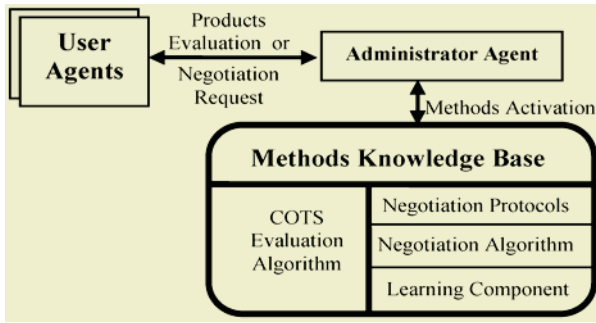 User
Agents
Products
Evaluation or
Negotiation
Request
Administrator Agent
Methods Activation
Methods Knowledge Base
COTS
Evaluation
Algorithm
Negotiation Protocols
Negotiation Algorithm
Learning Component